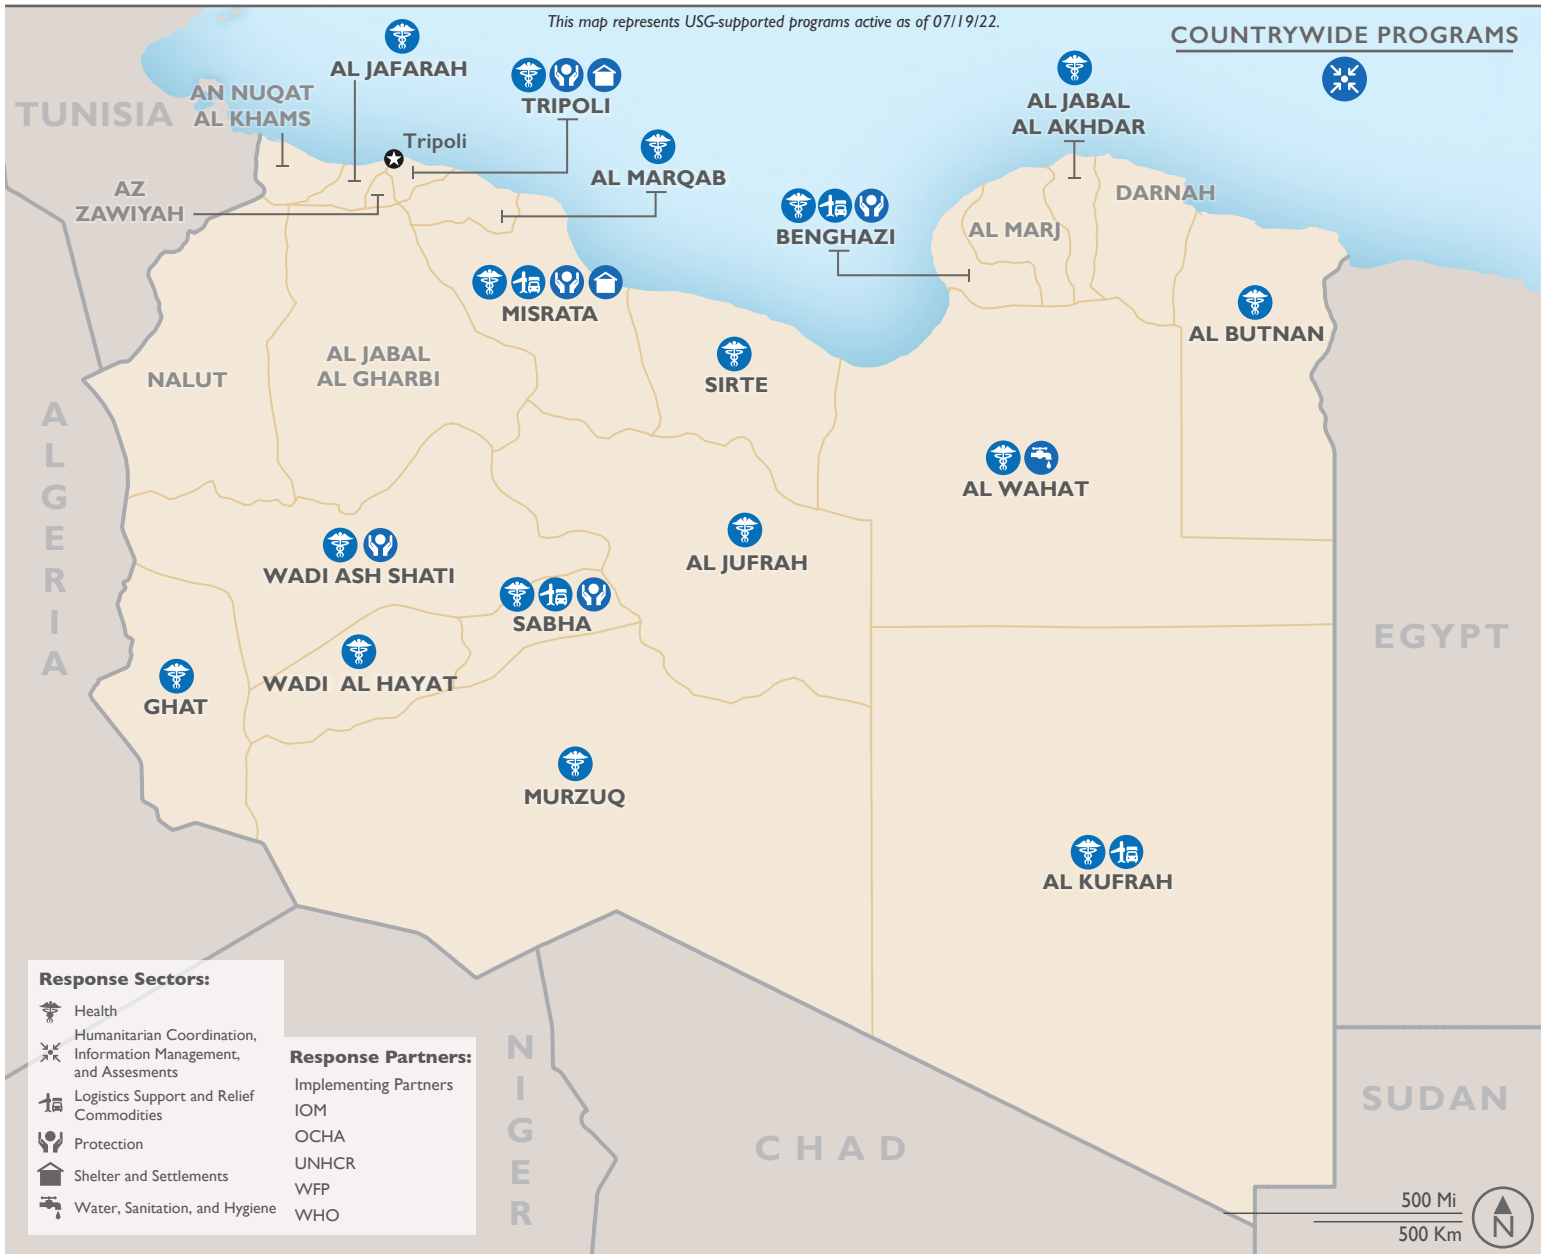 This map represents USG-supported programs active as of 07/19/22.
COUNTRYWIDE PROGRAMS
AL JAFARAH
TRIPOLI
AN NUQAT
AL KHAMS
TUNISIA
Tripoli
AL JABAL
AL AKHDAR
AL MARQAB
AZ
ZAWIYAH
DARNAH
AL MARJ
BENGHAZI
MISRATA
AL BUTNAN
AL JABAL
AL GHARBI
NALUT
SIRTE
ALGERIA
AL WAHAT
WADI ASH SHATI
AL JUFRAH
SABHA
EGYPT
WADI AL HAYAT
GHAT
MURZUQ
AL KUFRAH
NIGER
CHAD
SUDAN
Response Sectors:
Health
Humanitarian Coordination,
Information Management,
and Assesments
Logistics Support and Relief
Commodities
Protection
Shelter and Settlements
Water, Sanitation, and Hygiene
Response Partners:
Implementing Partners
IOM
OCHA
UNHCR
WFP
WHO
500 Mi
500 Km
N